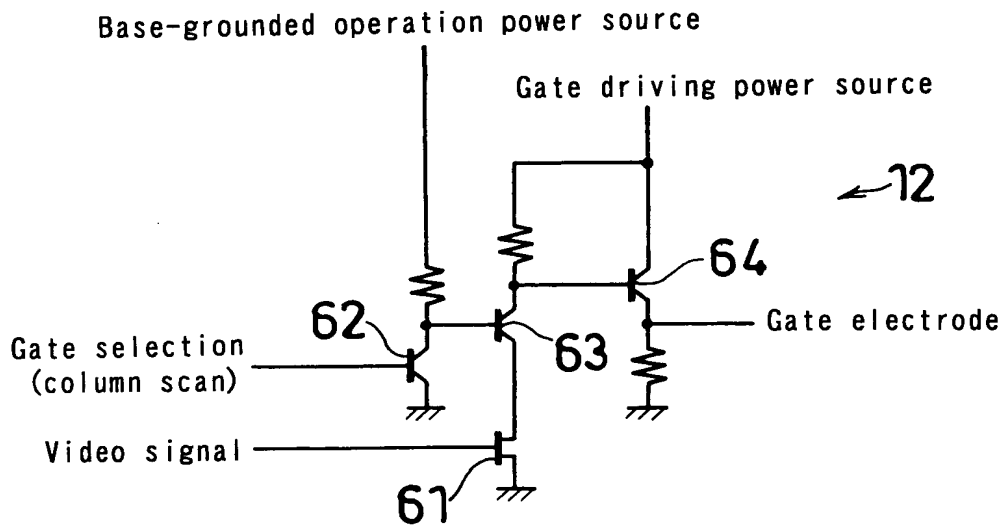 Base-grounded operation power source
Gate driving power source
12
64
62
Gate electrode
63
Gate selection
(column scan)
Video signal
61